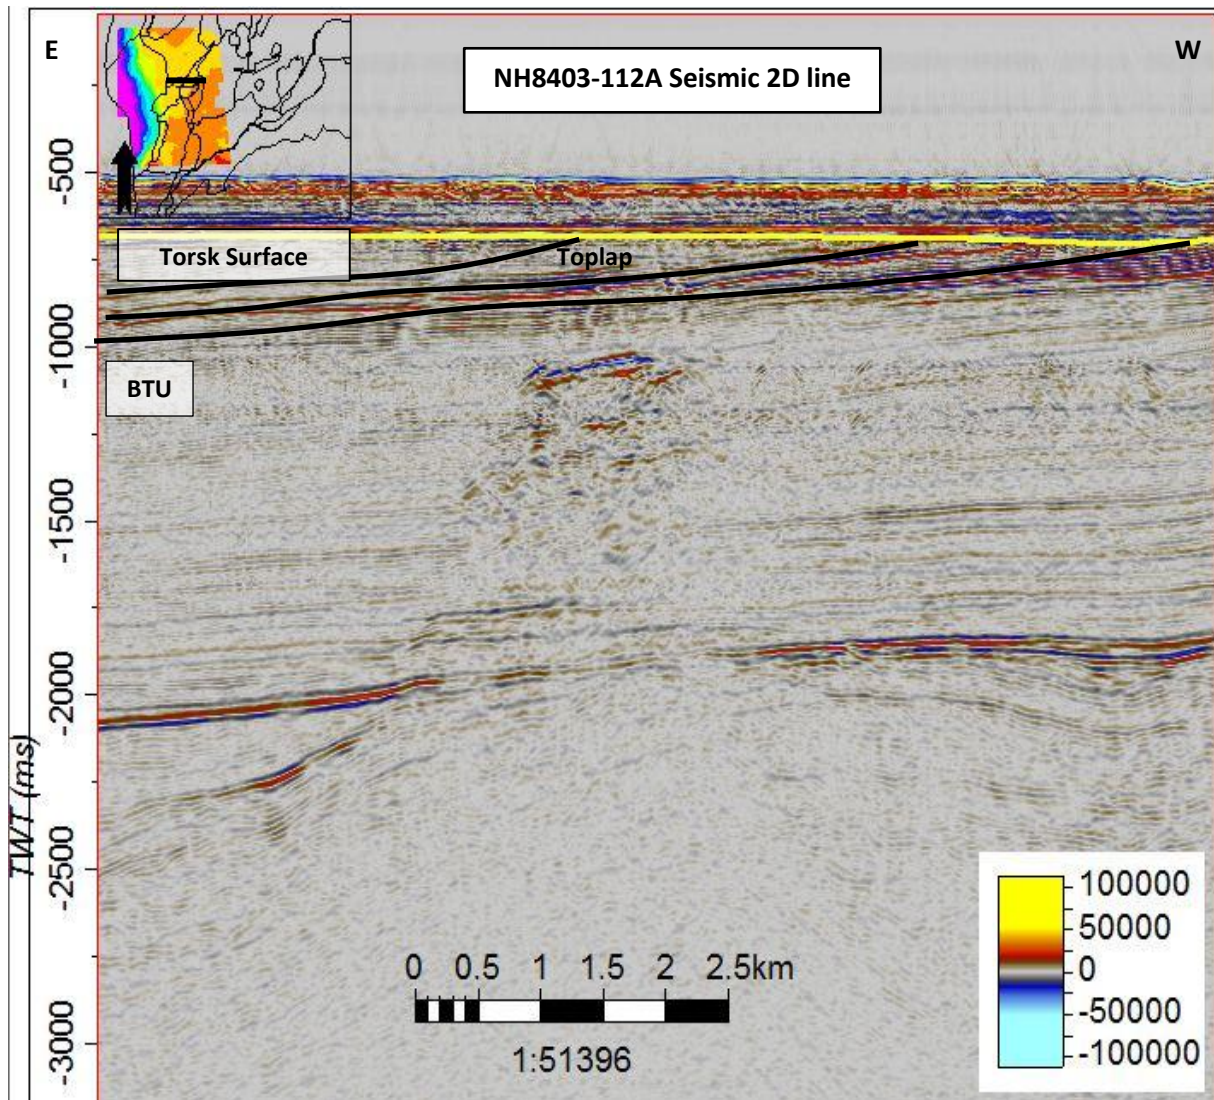 E
NH8403-112A Seismic 2D line
W
-500
Torsk Surface
Toplap
-1000
BTU
-1500
-2000
TWT (ms)
-2500
-3000
0 0.5 1 1.5 2 2.5km
1:51396
100000
50000
0
-50000
-100000